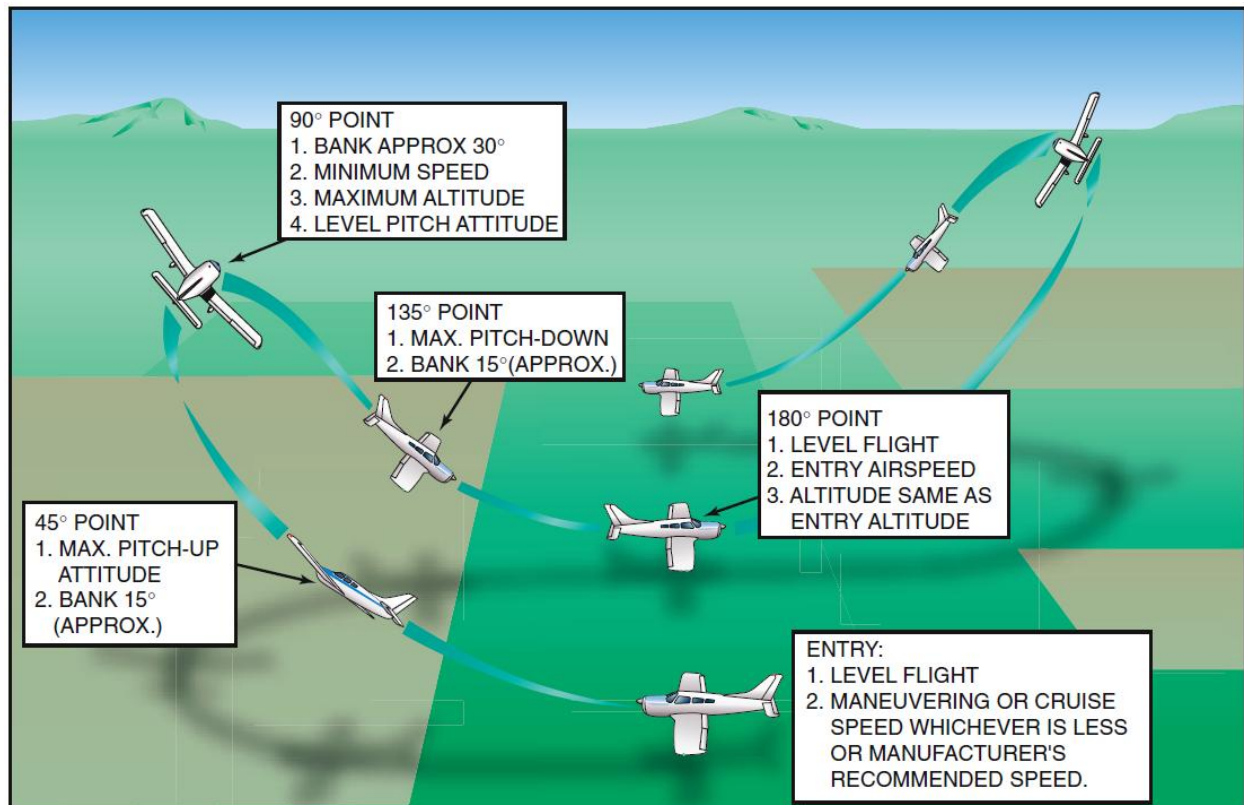 90° POINT
1. BANK APPROX 30°
2. MINIMUM SPEED
3. MAXIMUM ALTITUDE
4. LEVEL PITCH ATTITUDE
135° POINT
1. MAX. PITCH-DOWN
2. BANK 15°(APPROX.)
180° POINT
1. LEVEL FLIGHT
2. ENTRY AIRSPEED
3. ALTITUDE SAME AS
ENTRY ALTITUDE
45° POINT
1. MAX. PITCH-UP
ATTITUDE
2. BANK 15°
(APPROX.)
ENTRY:
1. LEVEL FLIGHT
2. MANEUVERING OR CRUISE
SPEED WHICHEVER IS LESS
OR MANUFACTURER'S
RECOMMENDED SPEED.